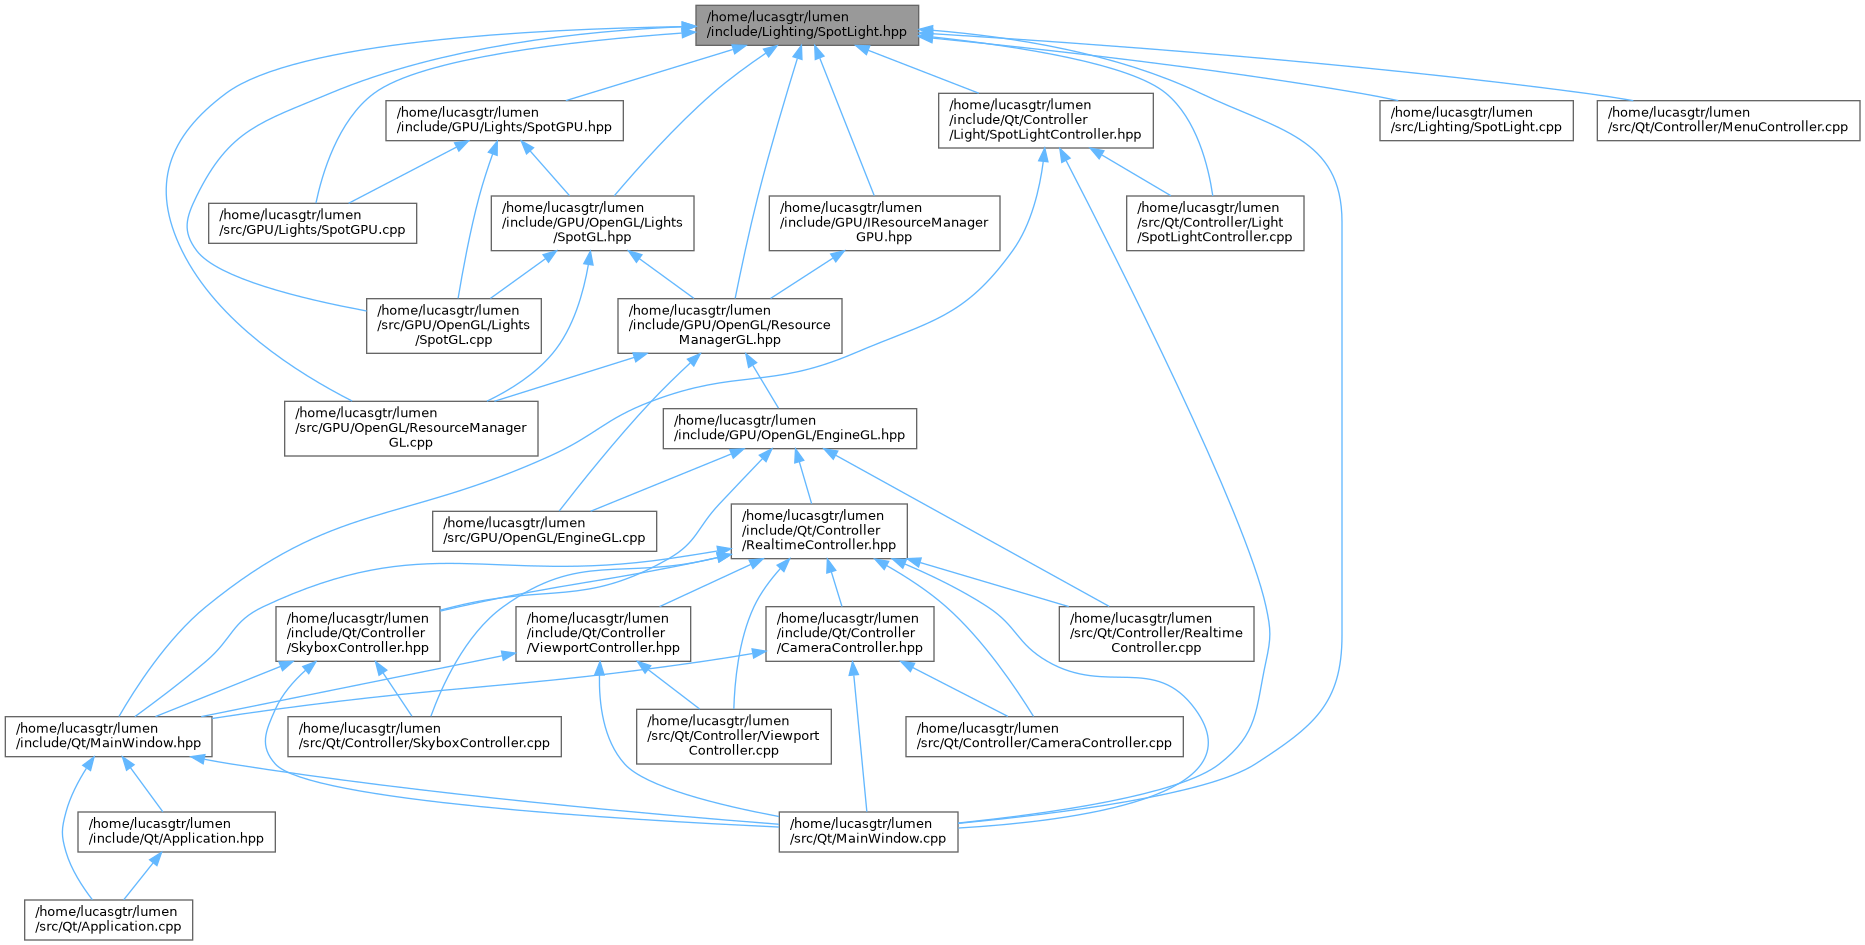 /home/lucasgtr/lumen
/include/Lighting/SpotLight.hpp
/home/lucasgtr/lumen
/include/GPU/Lights/SpotGPU.hpp
/home/lucasgtr/lumen
/include/Qt/Controller
/Light/SpotLightController.hpp
/home/lucasgtr/lumen
/src/Lighting/SpotLight.cpp
/home/lucasgtr/lumen
/src/Qt/Controller/MenuController.cpp
/home/lucasgtr/lumen
/src/GPU/Lights/SpotGPU.cpp
/home/lucasgtr/lumen
/include/GPU/OpenGL/Lights
/SpotGL.hpp
/home/lucasgtr/lumen
/include/GPU/IResourceManager
GPU.hpp
/home/lucasgtr/lumen
/src/Qt/Controller/Light
/SpotLightController.cpp
/home/lucasgtr/lumen
/src/GPU/OpenGL/Lights
/SpotGL.cpp
/home/lucasgtr/lumen
/include/GPU/OpenGL/Resource
ManagerGL.hpp
/home/lucasgtr/lumen
/src/GPU/OpenGL/ResourceManager
GL.cpp
/home/lucasgtr/lumen
/include/GPU/OpenGL/EngineGL.hpp
/home/lucasgtr/lumen
/src/GPU/OpenGL/EngineGL.cpp
/home/lucasgtr/lumen
/include/Qt/Controller
/RealtimeController.hpp
/home/lucasgtr/lumen
/include/Qt/Controller
/SkyboxController.hpp
/home/lucasgtr/lumen
/include/Qt/Controller
/ViewportController.hpp
/home/lucasgtr/lumen
/include/Qt/Controller
/CameraController.hpp
/home/lucasgtr/lumen
/src/Qt/Controller/Realtime
Controller.cpp
/home/lucasgtr/lumen
/include/Qt/MainWindow.hpp
/home/lucasgtr/lumen
/src/Qt/Controller/SkyboxController.cpp
/home/lucasgtr/lumen
/src/Qt/Controller/Viewport
Controller.cpp
/home/lucasgtr/lumen
/src/Qt/Controller/CameraController.cpp
/home/lucasgtr/lumen
/include/Qt/Application.hpp
/home/lucasgtr/lumen
/src/Qt/MainWindow.cpp
/home/lucasgtr/lumen
/src/Qt/Application.cpp